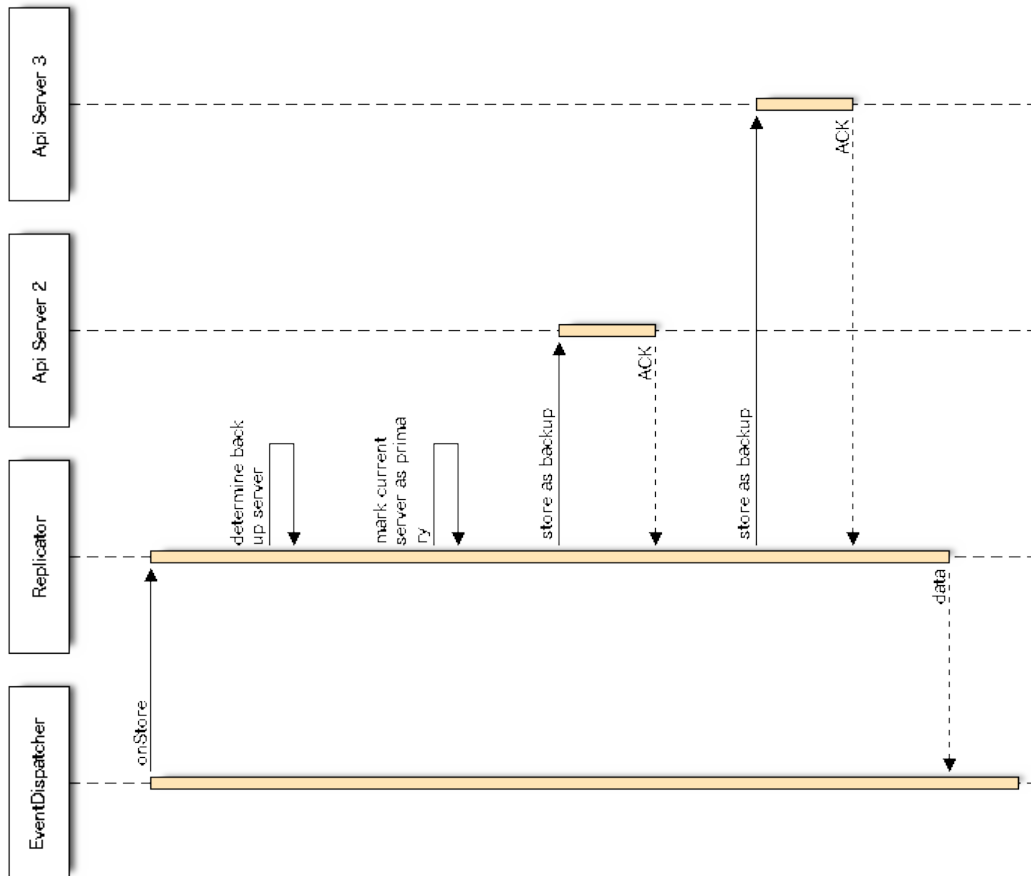 EventDispatcher
Replicator
Api Server 2
Api Server 3
onStore
determine back
up server
mark current
server as prima
ry
store as backup
ACK
store as backup
ACK
data